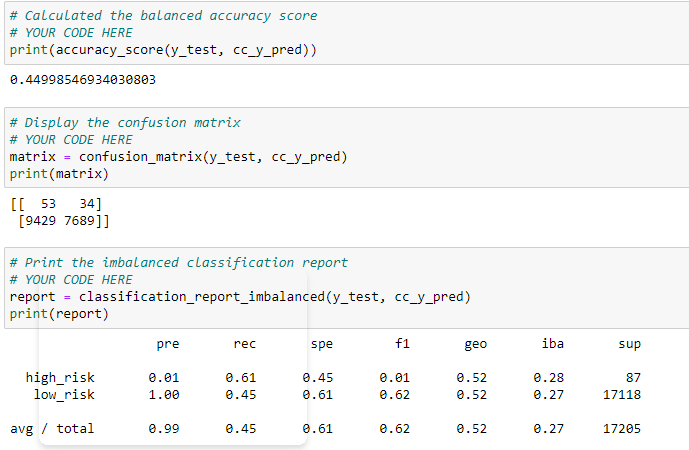 # Calculated the balanced accuracy score
# YOUR CODE HERE
print(accuracy_score(y_test, cc_y_pred))
0.44998546934030803
# Display the confusion matrix
# YOUR CODE HERE
matrix = confusion_matrix(y_test, cc_y_pred)
print(matrix)
[[  53   34]
 [9429 7689]]
# Print the imbalanced classification report
# YOUR CODE HERE
report = classification_report_imbalanced(y_test, cc_y_pred)
print(report)
pre rec spe f1 geo iba sup
high_risk 0.01 0.61 0.45 0.01 0.52 0.28 87
low_risk 1.00 0.45 0.61 0.62 0.52 0.27 17118
avg / total 0.99 0.45 0.61 0.62 0.52 0.27 17205